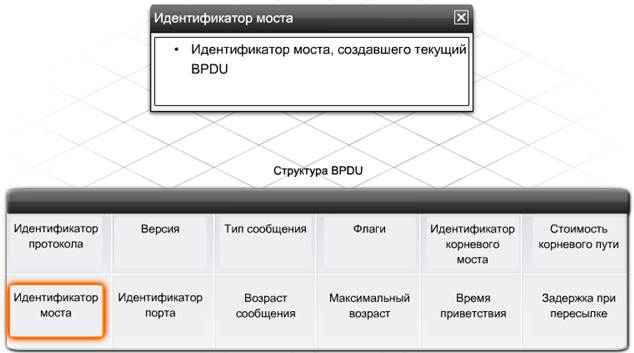 Идентификатор моста
• Идентификатор моста, создавшего текущий
BPDU
Структура BPDU
Идентификатор
протокола
Версия
Тип сообщения
Флаги
Идентификатор
корневого
моста
Стоимость
корневого пути
Идентификатор
моста
Идентификатор
порта
Возраст
сообщения
Максимальный
возраст
Время
приветствия
Задержка при
пересылке